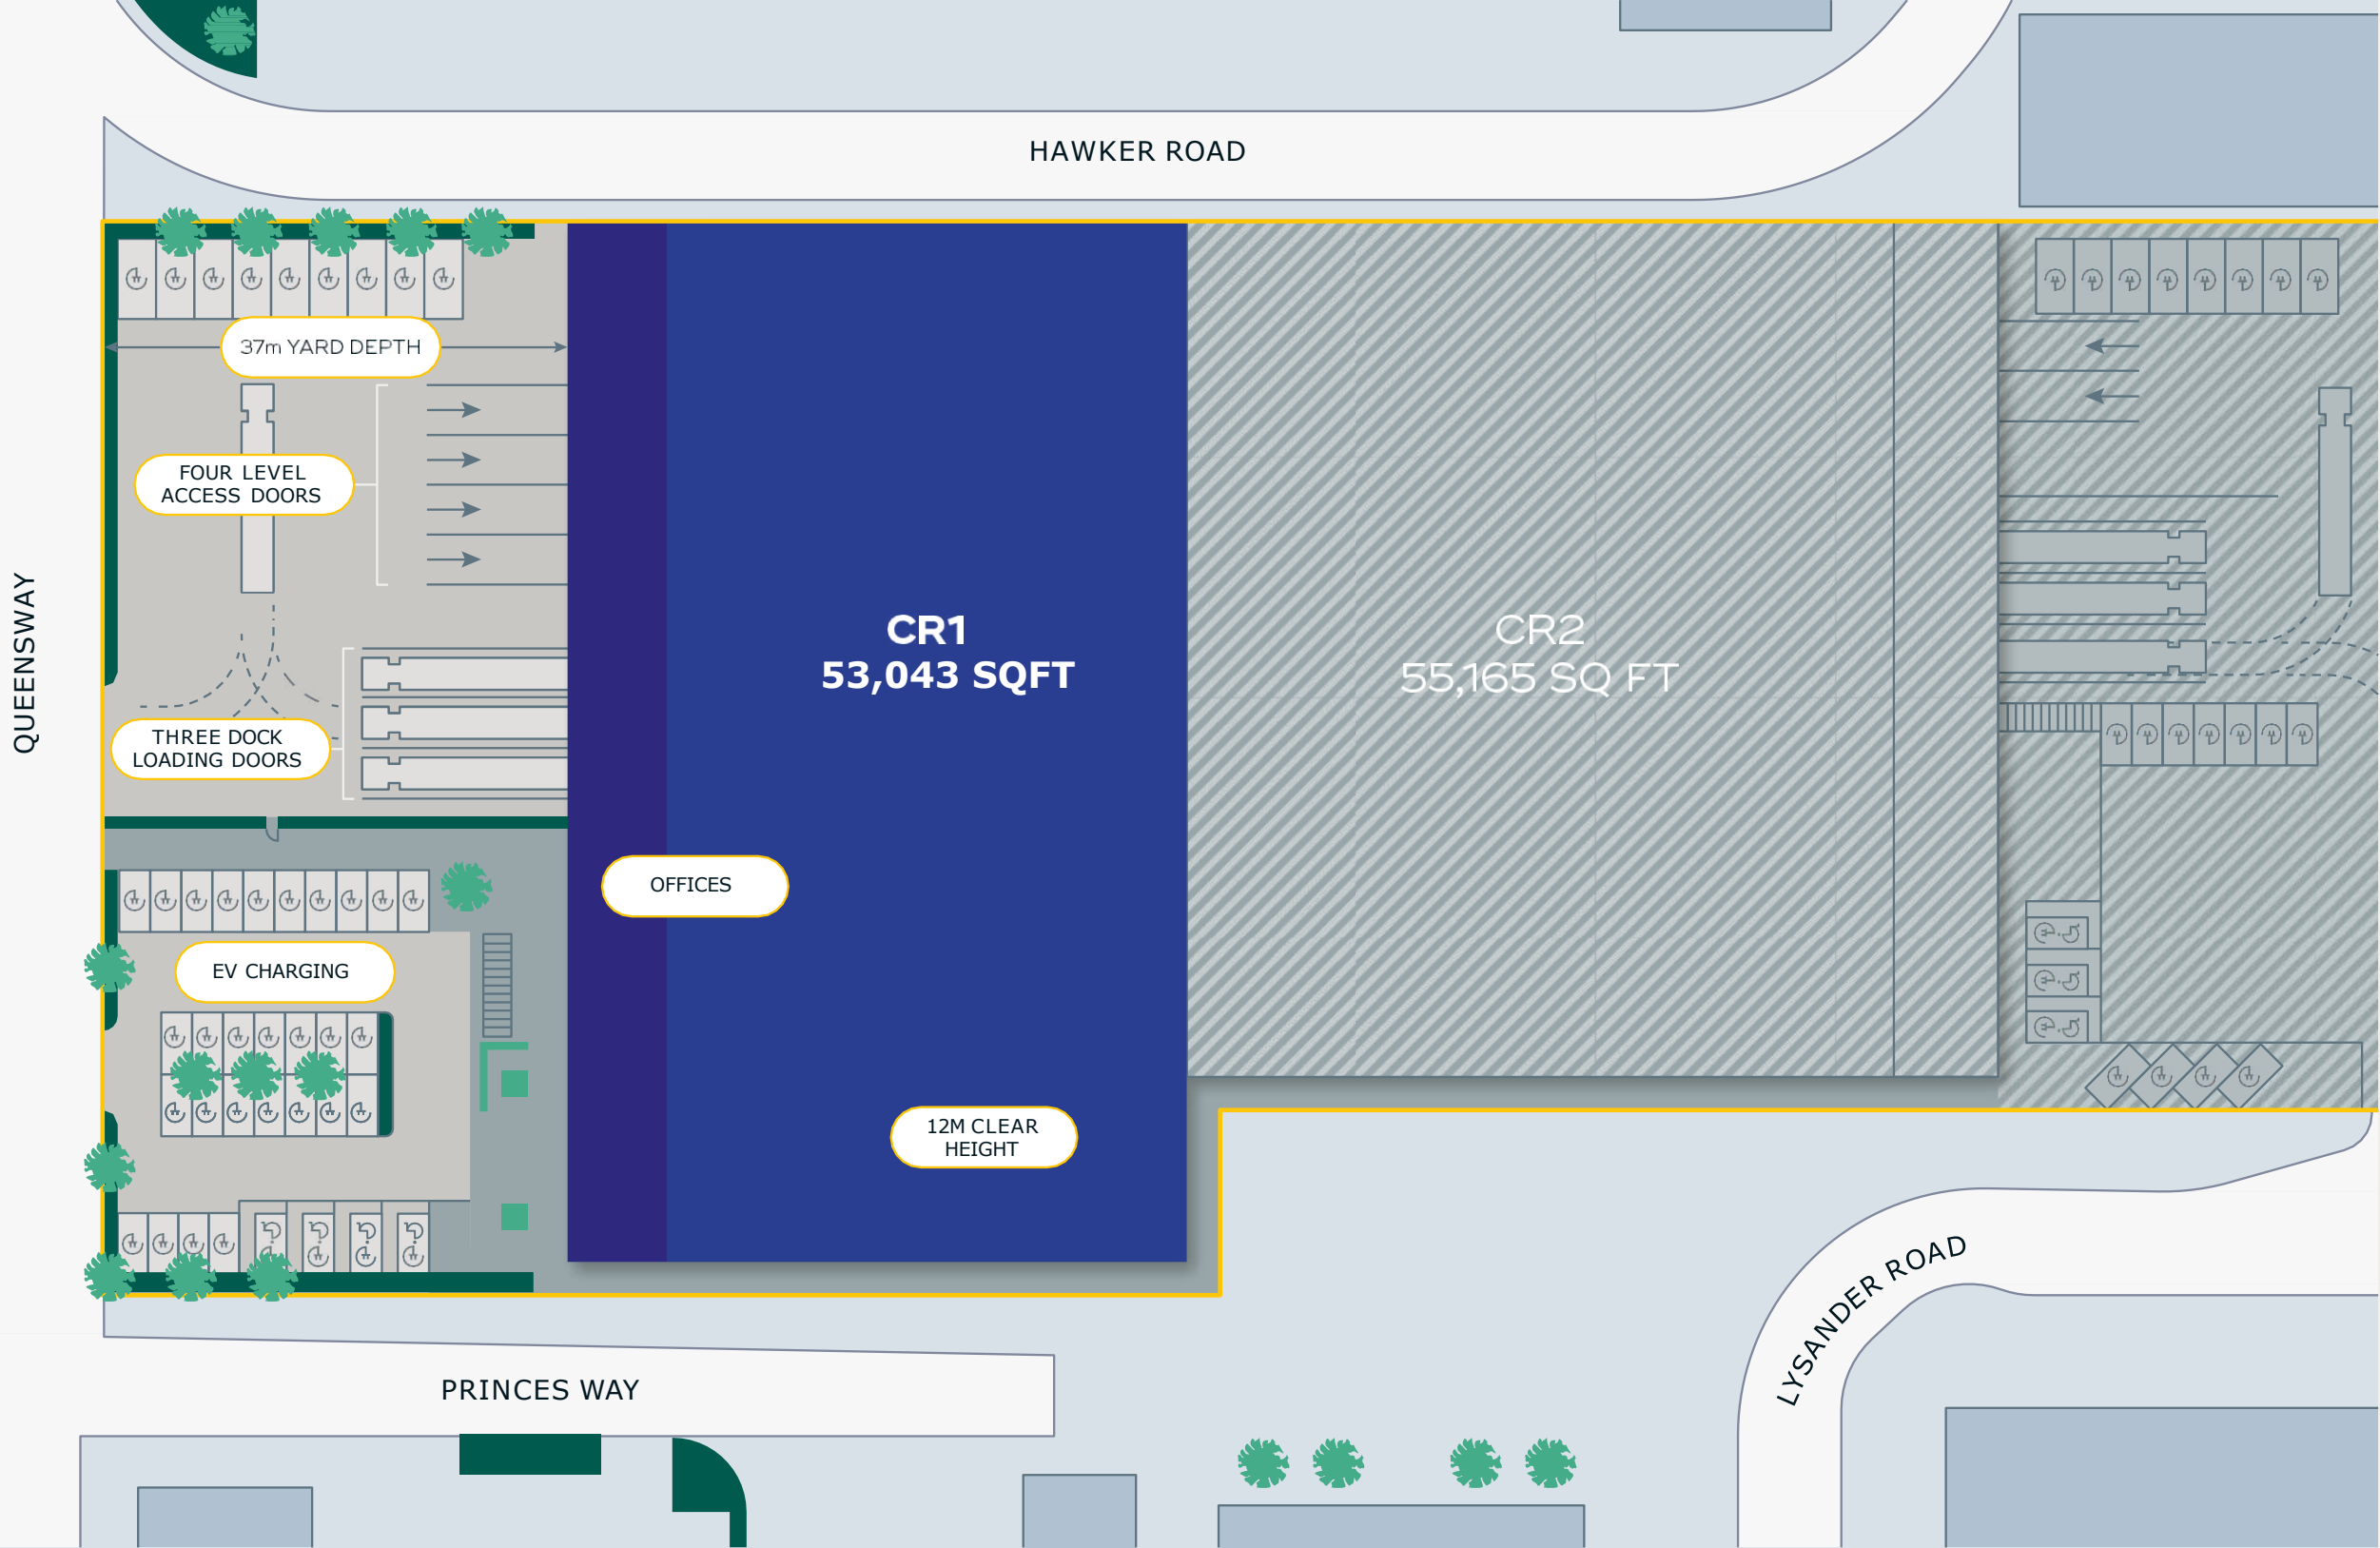 HAWKER ROAD
37m YARD DEPTH
FOUR LEVEL
ACCESS DOORS
QUEENSWAY
CR1
53,043 SQFT
CR2
55,165 SQ FT
THREE DOCK
LOADING DOORS
OFFICES
EV CHARGING
12M CLEAR
HEIGHT
LYSANDER ROAD
PRINCES WAY